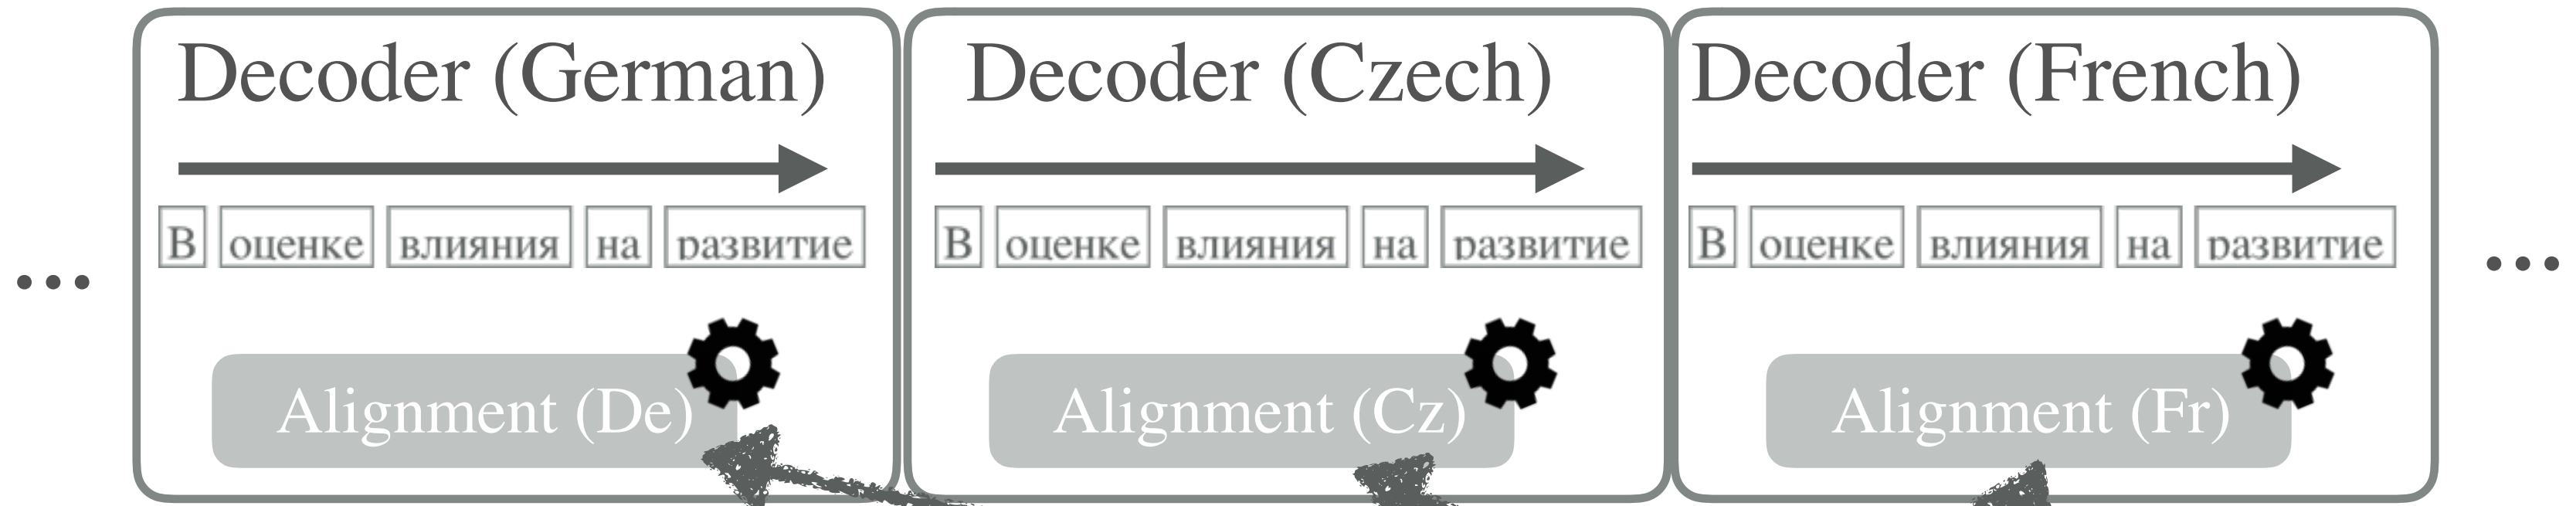 Decoder (German) Decoder (Czech) Decoder (French)
В оценке влияния на развитие В оценке влияния на развитие В оценке влияния на развитие
... ...
Alignment (De) Alignment (Cz) Alignment (Fr)